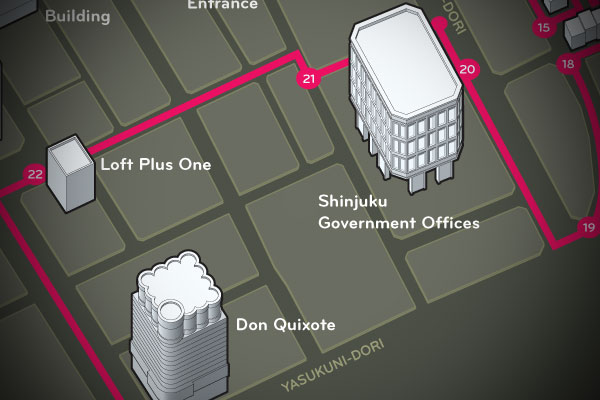 Entrance
Building
-DORI
15
18
20
21
Loft Plus One
22
Shinjuku
Government Offices
19
Don Quixote
YASUKUNI-DORI